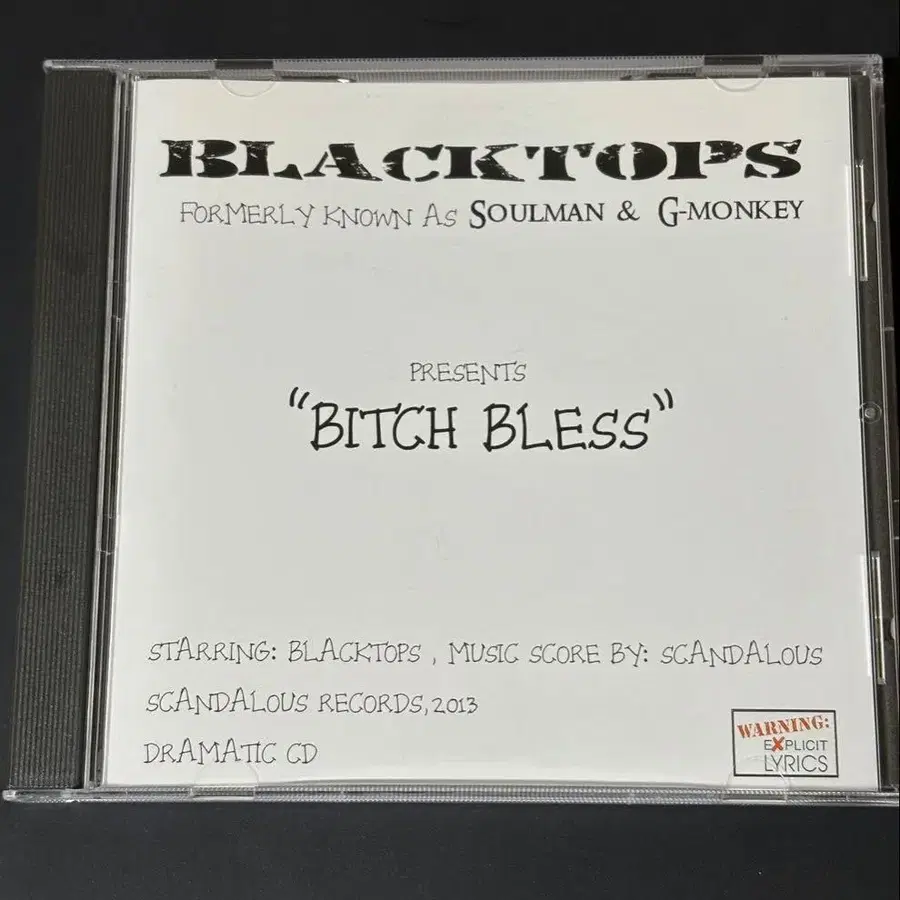 BLACKTOPS
FORMERLY KNOWN AS SOULMAN & G-MONKEY
PRESENTS
"BITCH BLESS"
STARRING: BLACKTOPS , MUSIC SCORE BY: SCANDALOUS
SCANDALOUS RECORDS, 2013
DRAMATIC CD
WARNING:
EXPLICIT
LYRICS